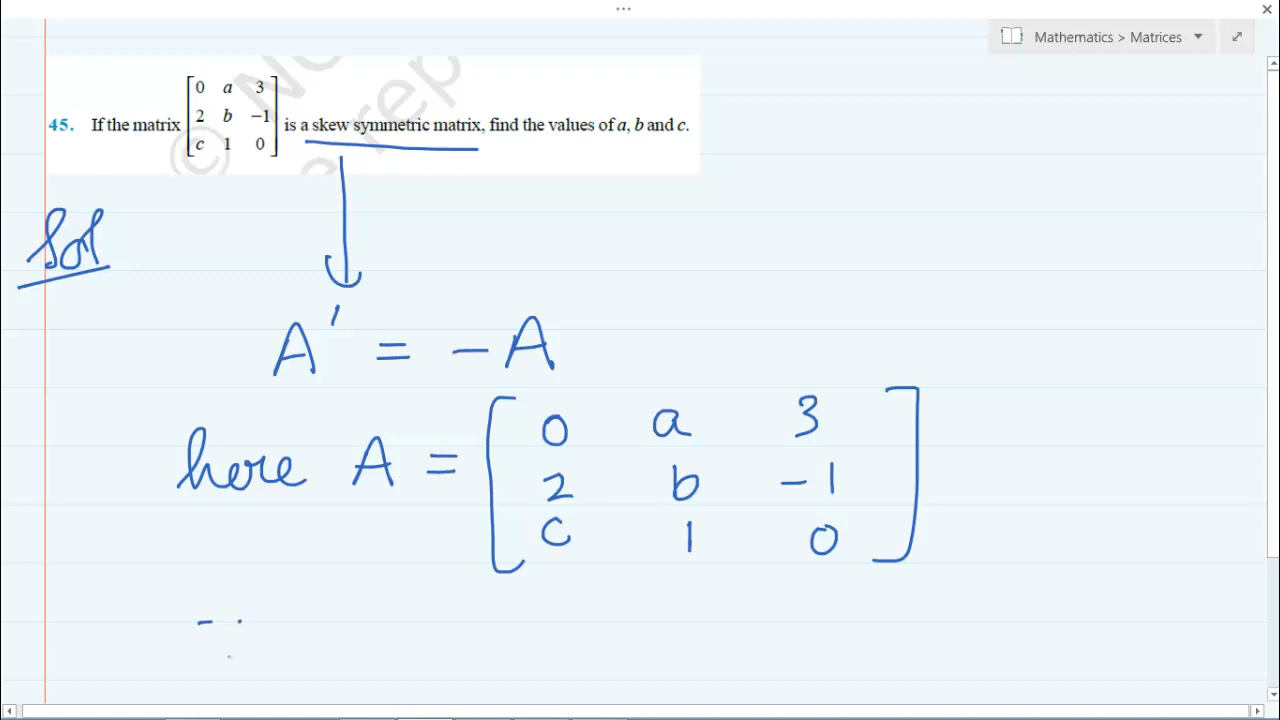 Mathematics > Matrices
45. If the matrix [0 a 3
2 b −1
c 1 0] is a skew symmetric matrix, find the values of a, b and c.
Sol
A' = -A
here A = [0 a 3
2 b -1
c 1 0]